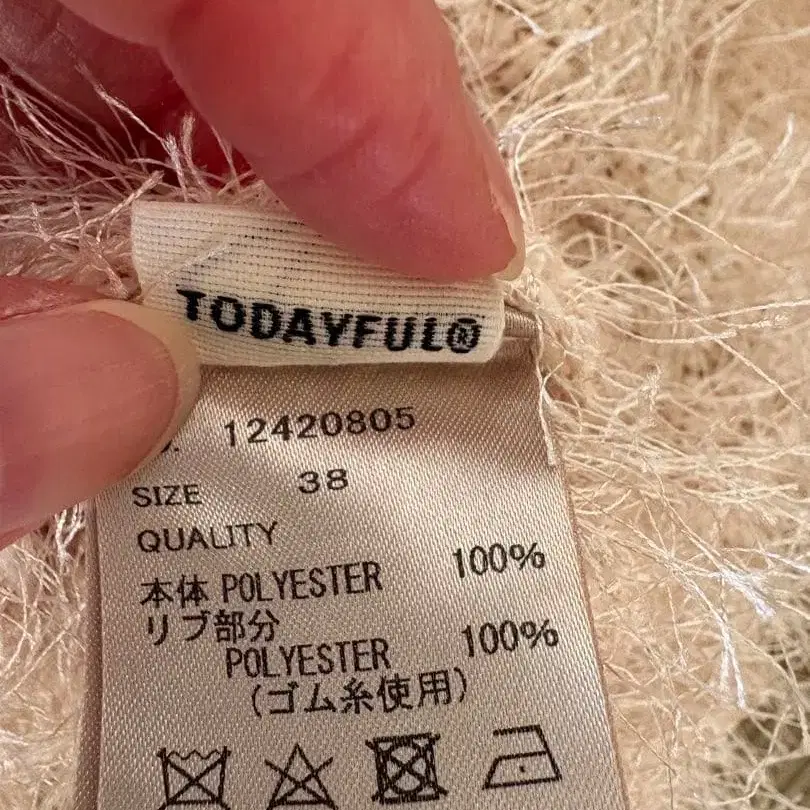 TODAYFUL®
12420805
SIZE 38
QUALITY
本体 POLYESTER 100%
リブ部分
POLYESTER 100%
(ゴム糸使用)